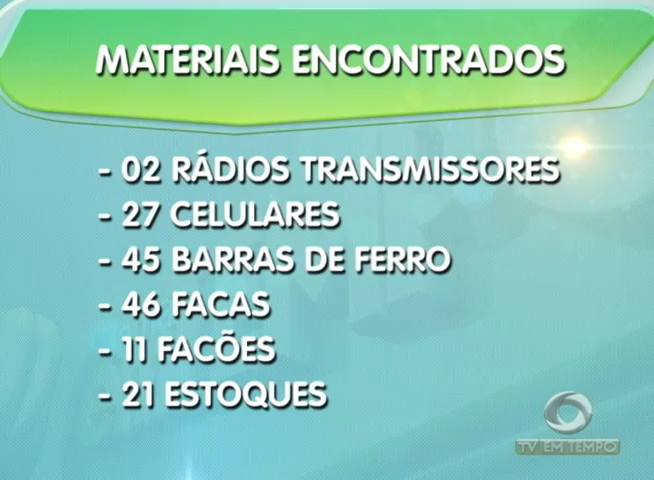 MATERIAIS ENCONTRADOS
- 02 RÁDIOS TRANSMISSORES
- 27 CELULARES
- 45 BARRAS DE FERRO
- 46 FACAS
- 11 FACÕES
- 21 ESTOQUES
TV EM TEMPO